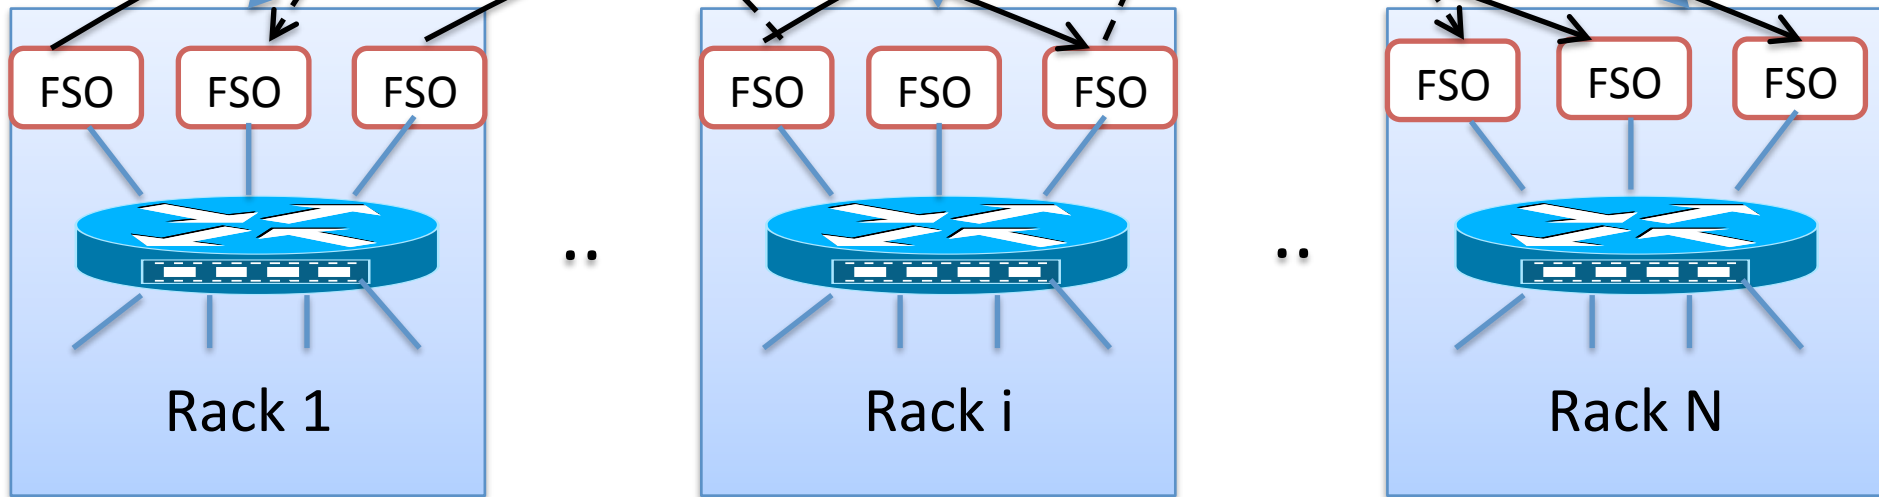 FSO FSO FSO FSO FSO FSO FSO FSO FSO
.. ..
Rack 1 Rack i Rack N